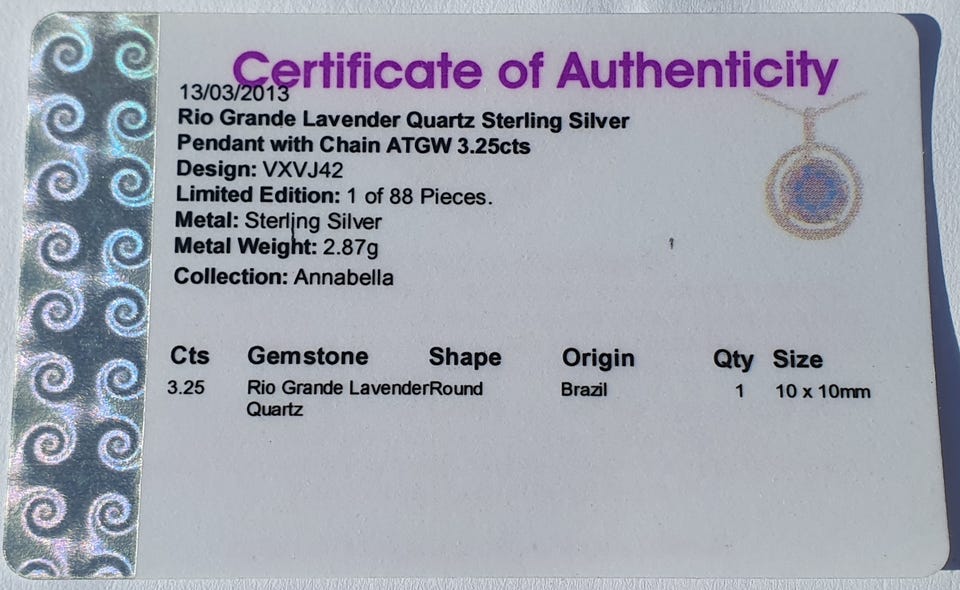 Certificate of Authenticity
13/03/2013
Rio Grande Lavender Quartz Sterling Silver
Pendant with Chain ATGW 3.25cts
Design: VXVJ42
Limited Edition: 1 of 88 Pieces.
Metal: Sterling Silver
Metal Weight: 2.87g
Collection: Annabella
Cts Gemstone Shape Origin Qty Size
3.25 Rio Grande Lavender Round Brazil 1 10 x 10mm
Quartz